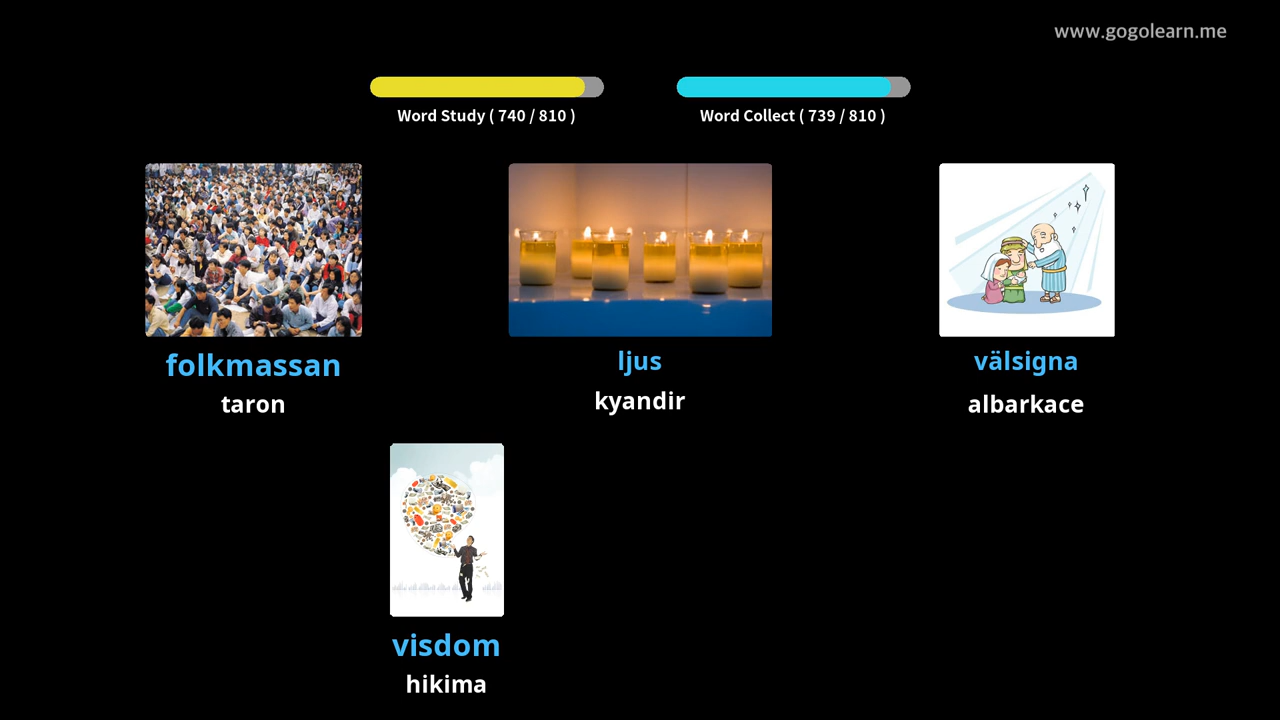 www.gogolearn.me
Word Study ( 740 / 810 )
Word Collect ( 739 / 810 )
folkmassan
taron
ljus
kyandir
välsigna
albarkace
visdom
hikima